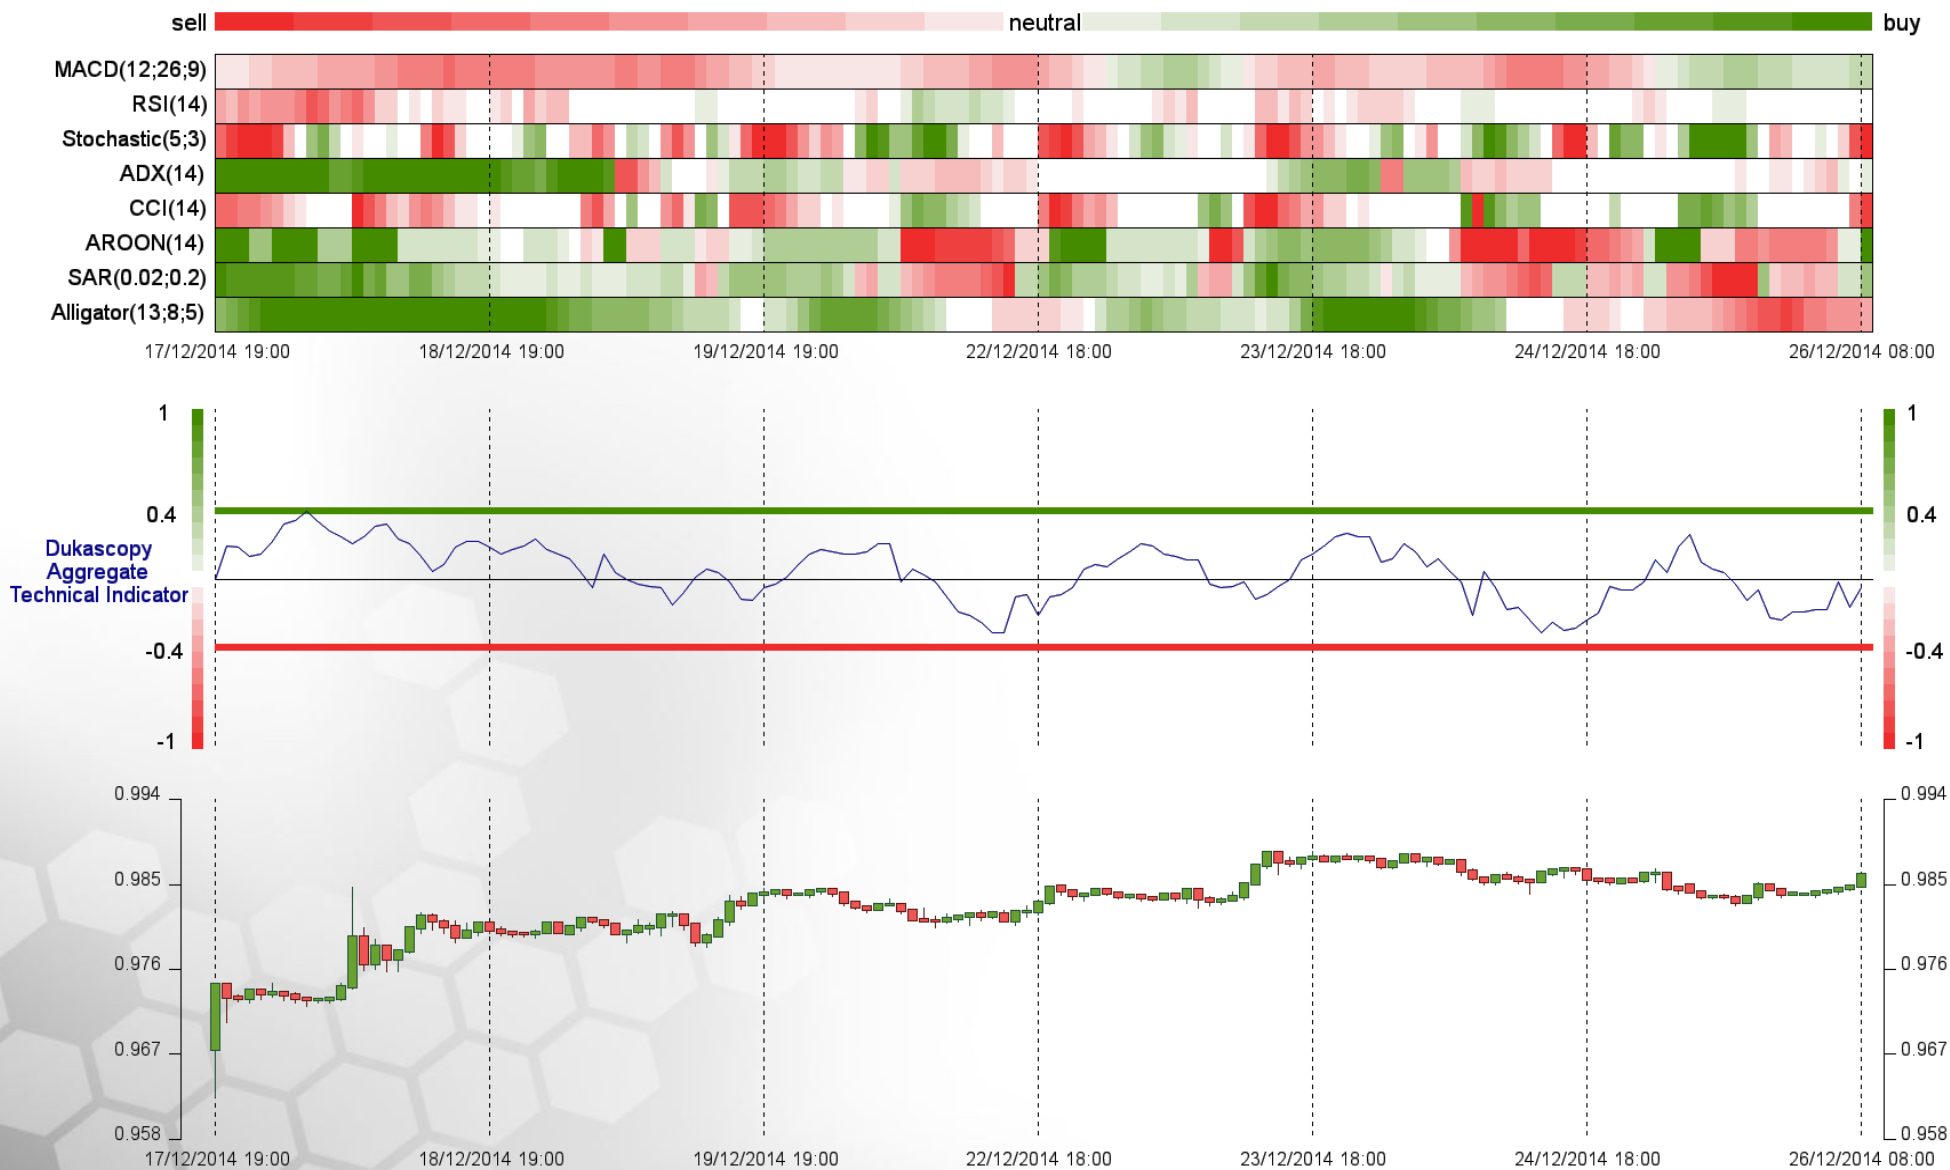 sell neutral buy
MACD(12;26;9)
RSI(14)
Stochastic(5;3)
ADX(14)
CCI(14)
AROON(14)
SAR(0.02;0.2)
Alligator(13;8;5)
17/12/2014 19:00 18/12/2014 19:00 19/12/2014 19:00 22/12/2014 18:00 23/12/2014 18:00 24/12/2014 18:00 26/12/2014 08:00
1 1
0.4 0.4
Dukascopy
Aggregate
Technical Indicator
-0.4 -0.4
-1 -1
0.994 0.994
0.985 0.985
0.976 0.976
0.967 0.967
0.958 0.958
17/12/2014 19:00 18/12/2014 19:00 19/12/2014 19:00 22/12/2014 18:00 23/12/2014 18:00 24/12/2014 18:00 26/12/2014 08:00